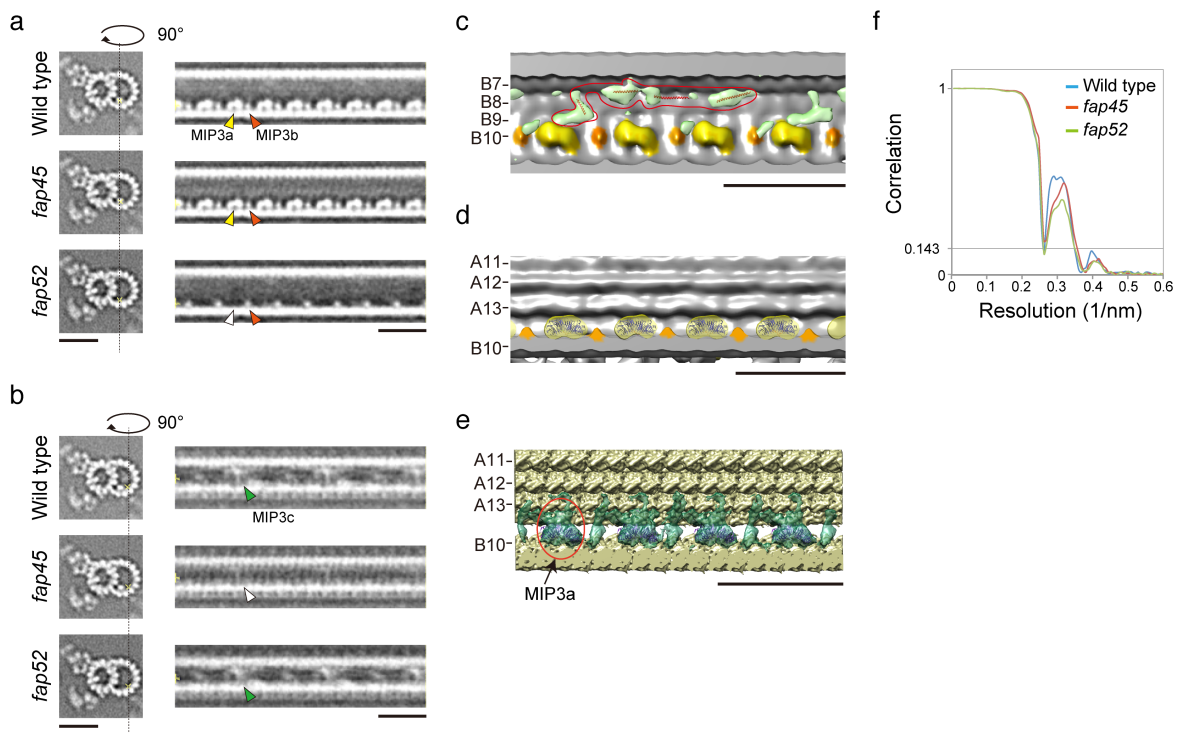 a
90°
Wild type
MIP3a
MIP3b
fap45
fap52
b
90°
Wild type
MIP3c
fap45
fap52
c
B7
B8
B9
B10
d
A11
A12
A13
B10
e
A11
A12
A13
B10
MIP3a
f
Wild type
fap45
fap52
Correlation
1
0.143
0
0 0.1 0.2 0.3 0.4 0.5 0.6
Resolution (1/nm)